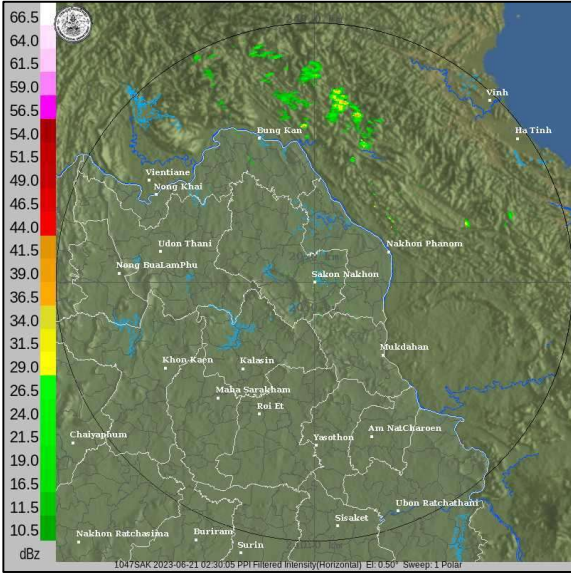 66.5
64.0
61.5
59.0
56.5
54.0
51.5
49.0
46.5
44.0
41.5
39.0
36.5
34.0
31.5
29.0
26.5
24.0
21.5
19.0
16.5
11.5
10.5
dBz
Vinh
Ha Tinh
Bung Kan
Vientiane
Nong Khai
Udon Thani
Nakhon Phanom
Nong BuaLamPhu
Sakon Nakhon
Mukdahan
Khon Kaen
Kalasin
Maha Sarakham
Roi Et
Am NatCharoen
Chaiyaphum
Yasothon
Ubon Ratchathani
Sisaket
Nakhon Ratchasima
Buriram
Surin
1047SAK 2023-06-21 02:30:05 PPI Filtered Intensity(Horizontal) El: 0.50° Sweep: 1 Polar